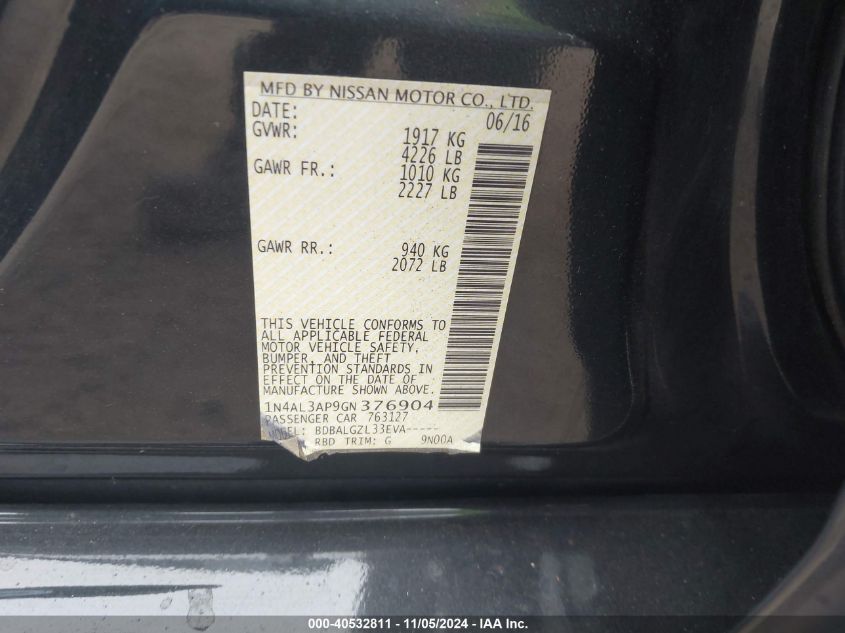 MFD BY NISSAN MOTOR CO., LTD.
DATE: 06/16
GVWR: 1917 KG
4226 LB
GAWR FR.: 1010 KG
2227 LB
GAWR RR.: 940 KG
2072 LB
THIS VEHICLE CONFORMS TO
ALL APPLICABLE FEDERAL
MOTOR VEHICLE SAFETY,
BUMPER, AND THEFT
PREVENTION STANDARDS IN
EFFECT ON THE DATE OF
MANUFACTURE SHOWN ABOVE.
1N4AL3AP9GN376904
PASSENGER CAR 763127
MODEL: BDBALGZL33EVA-----
RBD TRIM: G 9N00A
000-40532811 - 11/05/2024 - IAA Inc.